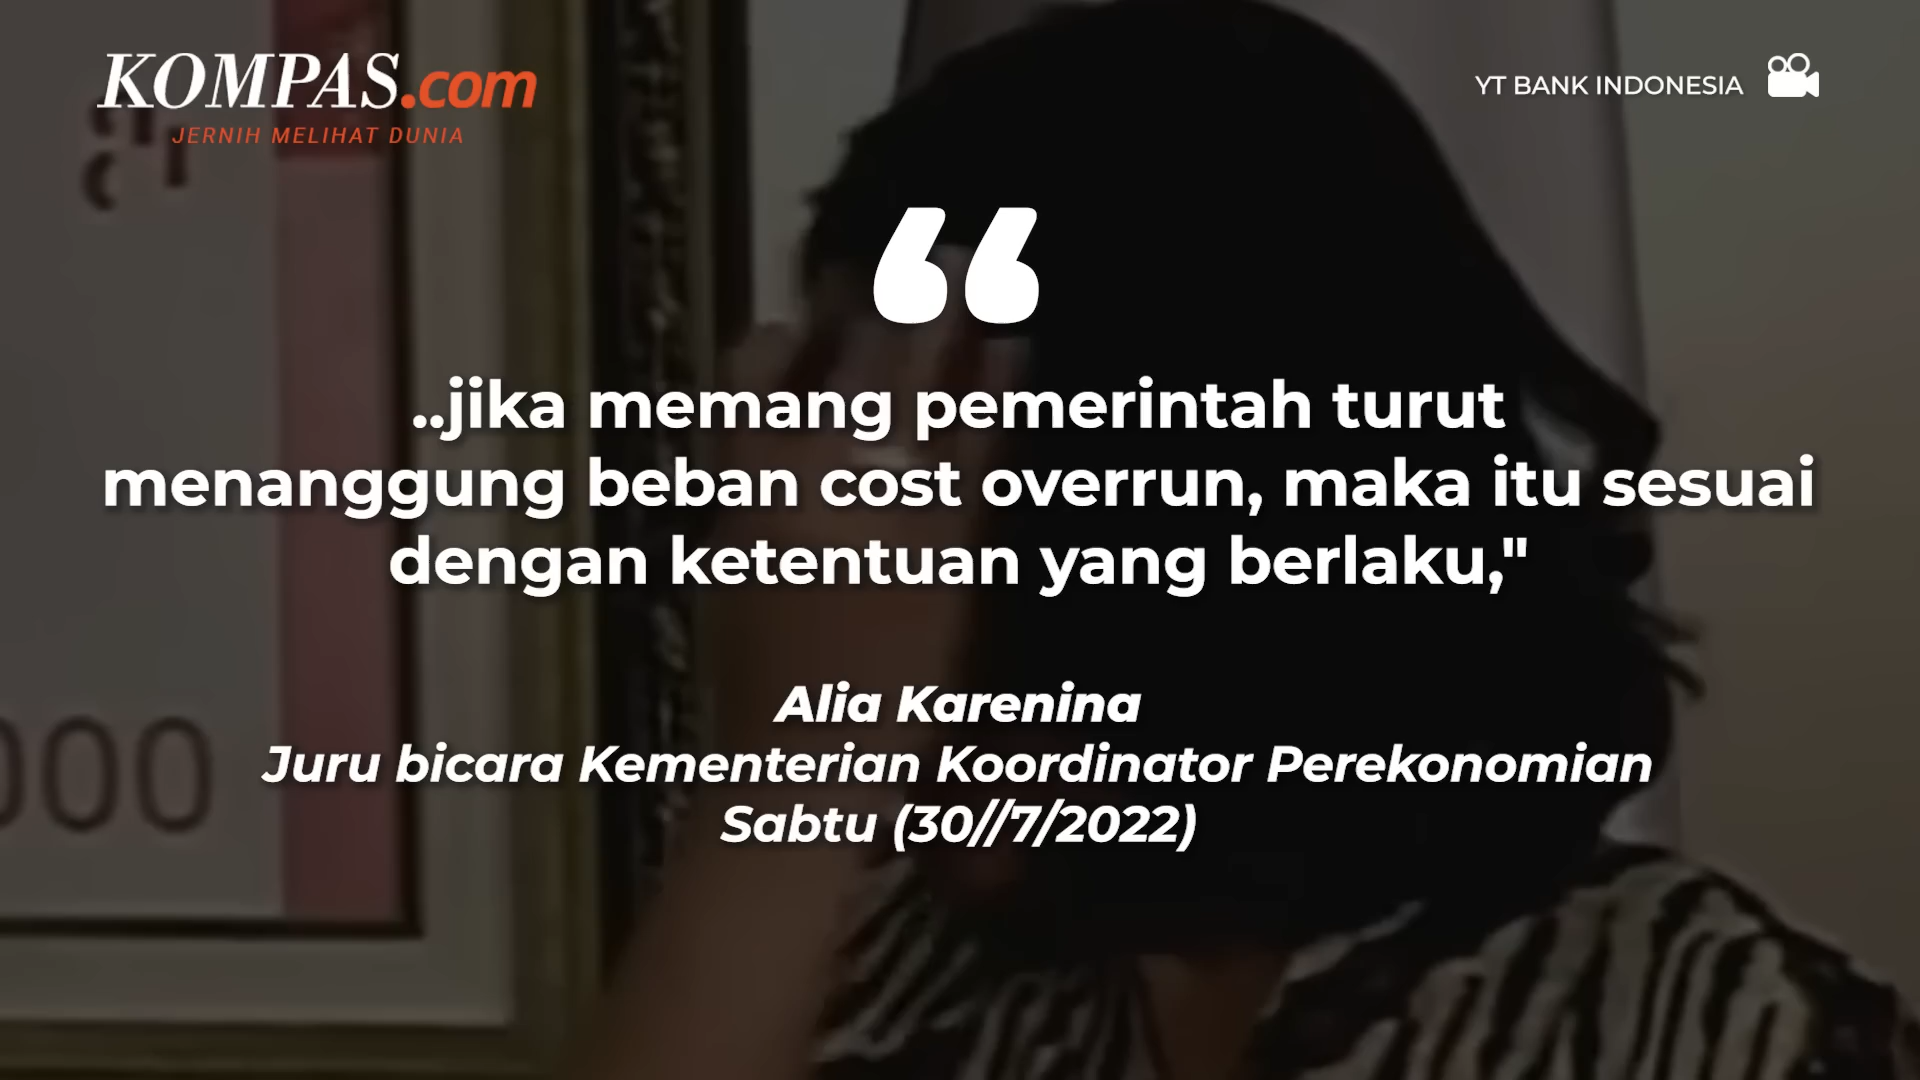 KOMPAS.com
JERNIH MELIHAT DUNIA
YT BANK INDONESIA
“
..jika memang pemerintah turut
menanggung beban cost overrun, maka itu sesuai
dengan ketentuan yang berlaku,"
Alia Karenina
Juru bicara Kementerian Koordinator Perekonomian
Sabtu (30//7/2022)
000